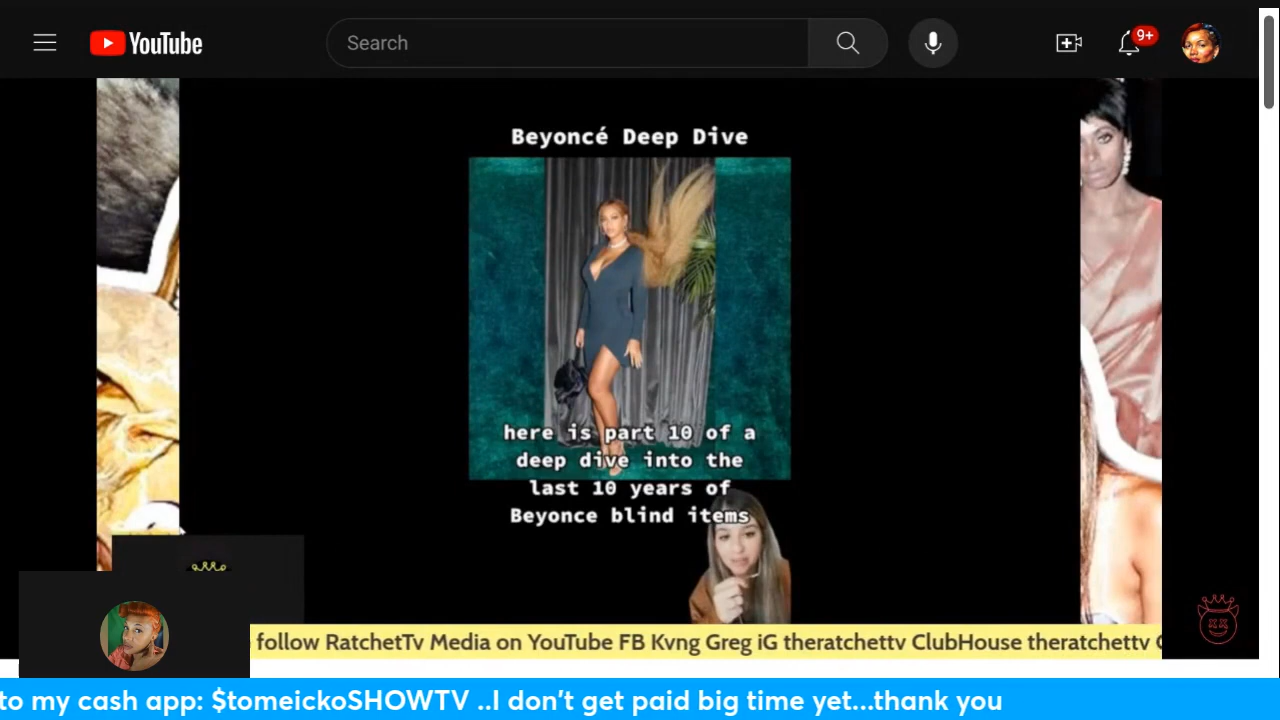 YouTube
Search
9+
Beyoncé Deep Dive
here is part 10 of a
deep dive into the
last 10 years of
Beyonce blind items
follow RatchetTv Media on YouTube FB Kvng Greg iG theratchettv ClubHouse theratchettv
to my cash app: $tomeickoSHOWTV ..I don't get paid big time yet...thank you